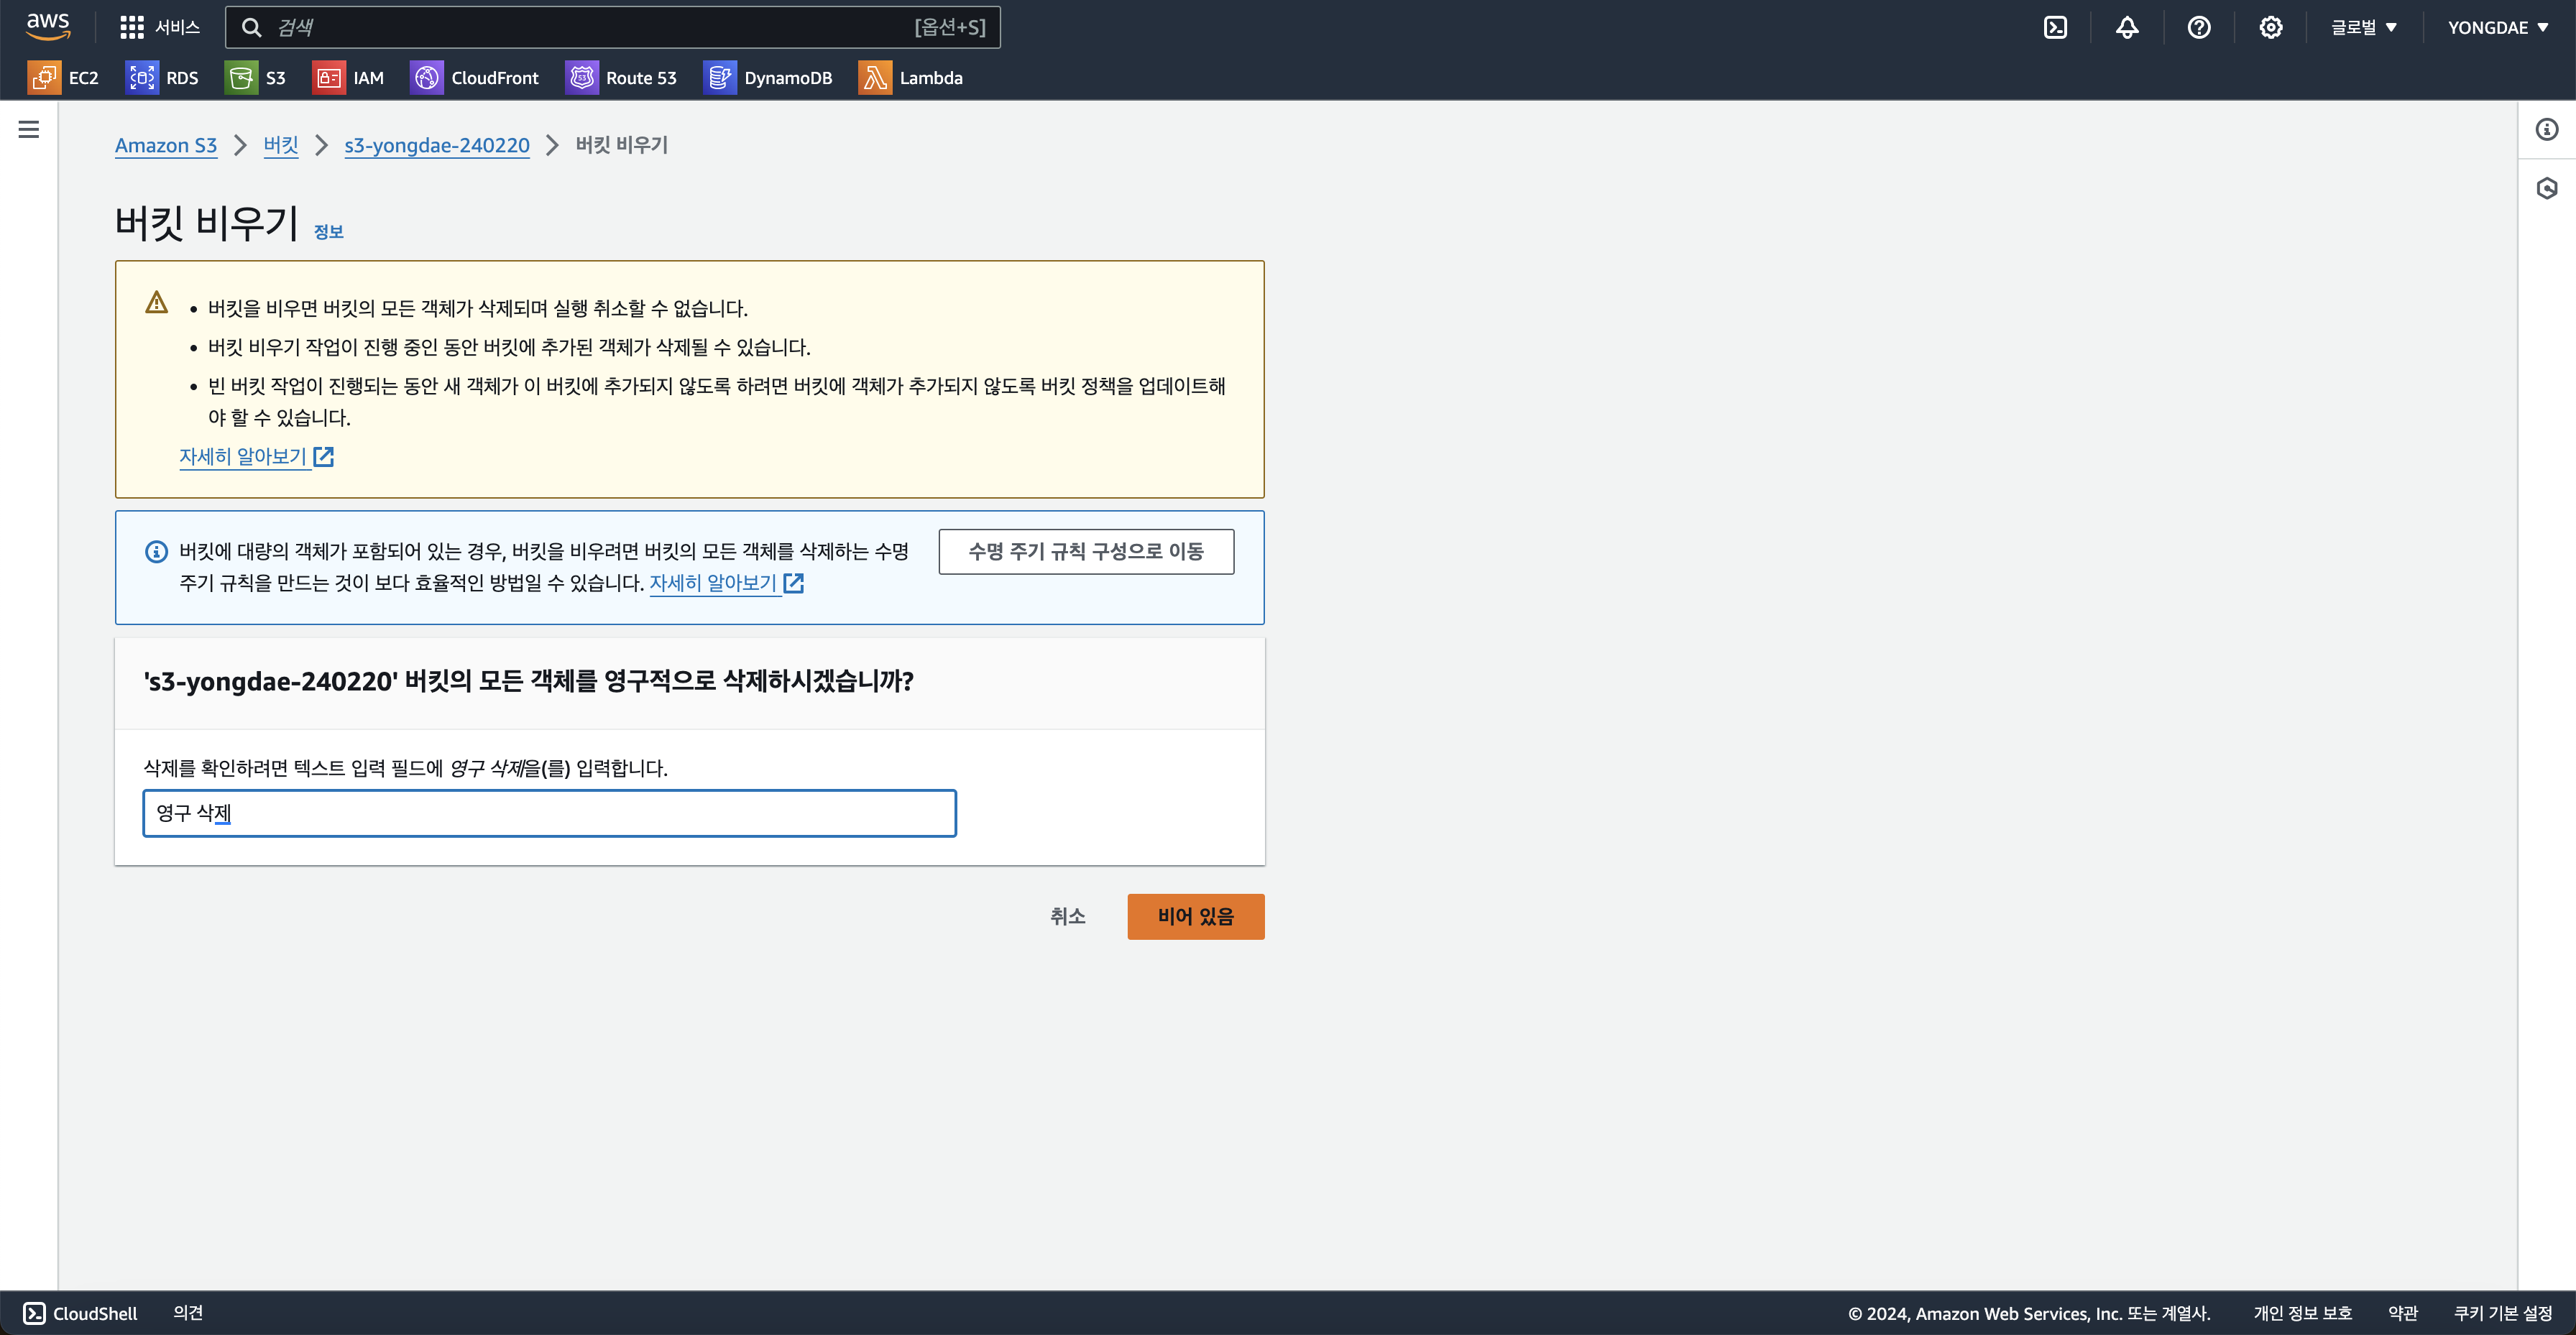 aws 서비스 검색 [옵션+S] 글로벌 YONGDAE
EC2 RDS S3 IAM CloudFront Route 53 DynamoDB Lambda
Amazon S3 버킷 s3-yongdae-240220 버킷 비우기
버킷 비우기 정보
버킷을 비우면 버킷의 모든 객체가 삭제되며 실행 취소할 수 없습니다.
버킷 비우기 작업이 진행 중인 동안 버킷에 추가된 객체가 삭제될 수 있습니다.
빈 버킷 작업이 진행되는 동안 새 객체가 이 버킷에 추가되지 않도록 하려면 버킷에 객체가 추가되지 않도록 버킷 정책을 업데이트해
야 할 수 있습니다.
자세히 알아보기
버킷에 대량의 객체가 포함되어 있는 경우, 버킷을 비우려면 버킷의 모든 객체를 삭제하는 수명 수명 주기 규칙 구성으로 이동
주기 규칙을 만드는 것이 보다 효율적인 방법일 수 있습니다. 자세히 알아보기
's3-yongdae-240220' 버킷의 모든 객체를 영구적으로 삭제하시겠습니까?
삭제를 확인하려면 텍스트 입력 필드에 영구 삭제을(를) 입력합니다.
영구 삭제
취소 비어 있음
CloudShell 의견 © 2024, Amazon Web Services, Inc. 또는 계열사. 개인 정보 보호 약관 쿠키 기본 설정